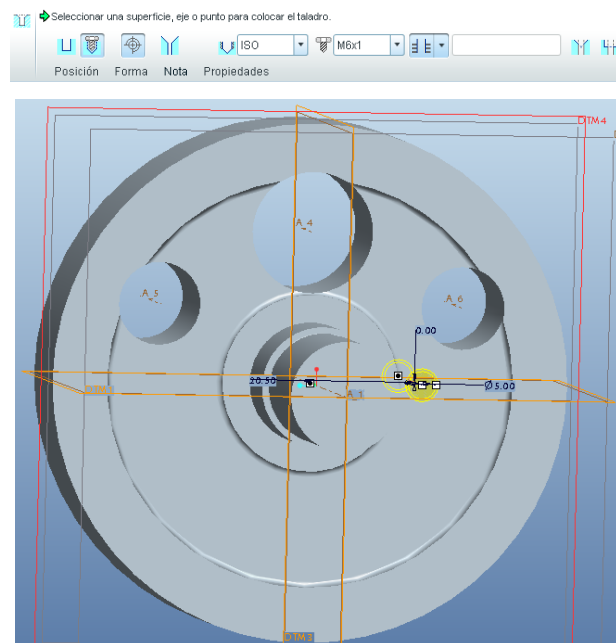 Seleccionar una superficie, eje o punto para colocar el taladro.
ISO M6x1
Posición Forma Nota Propiedades
DTM4
A_4
A_5
A_6
0.00
20.50
Ø5.00
A_1
DTM3